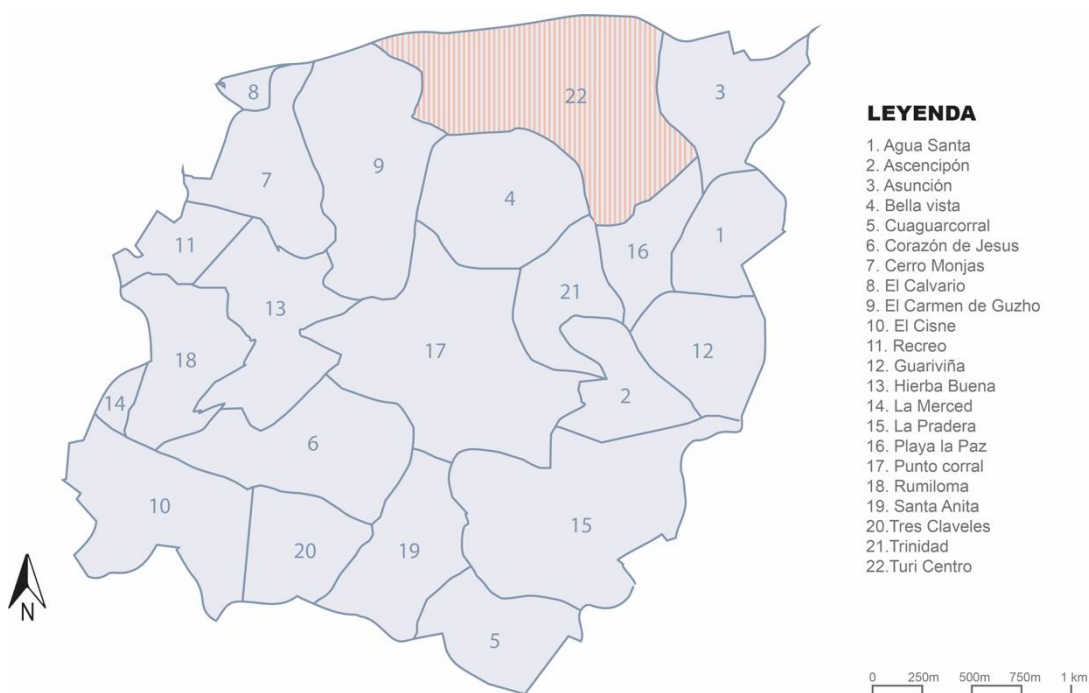 22
3
8
9
7
4
1
11
16
21
13
17
12
18
2
14
6
10
15
20
19
5
N
LEYENDA
1. Agua Santa
2. Ascencipón
3. Asunción
4. Bella vista
5. Cuaguarcorral
6. Corazón de Jesus
7. Cerro Monjas
8. El Calvario
9. El Carmen de Guzho
10. El Cisne
11. Recreo
12. Guariviña
13. Hierba Buena
14. La Merced
15. La Pradera
16. Playa la Paz
17. Punto corral
18. Rumiloma
19. Santa Anita
20.Tres Claveles
21.Trinidad
22.Turi Centro
0 250m 500m 750m 1 km